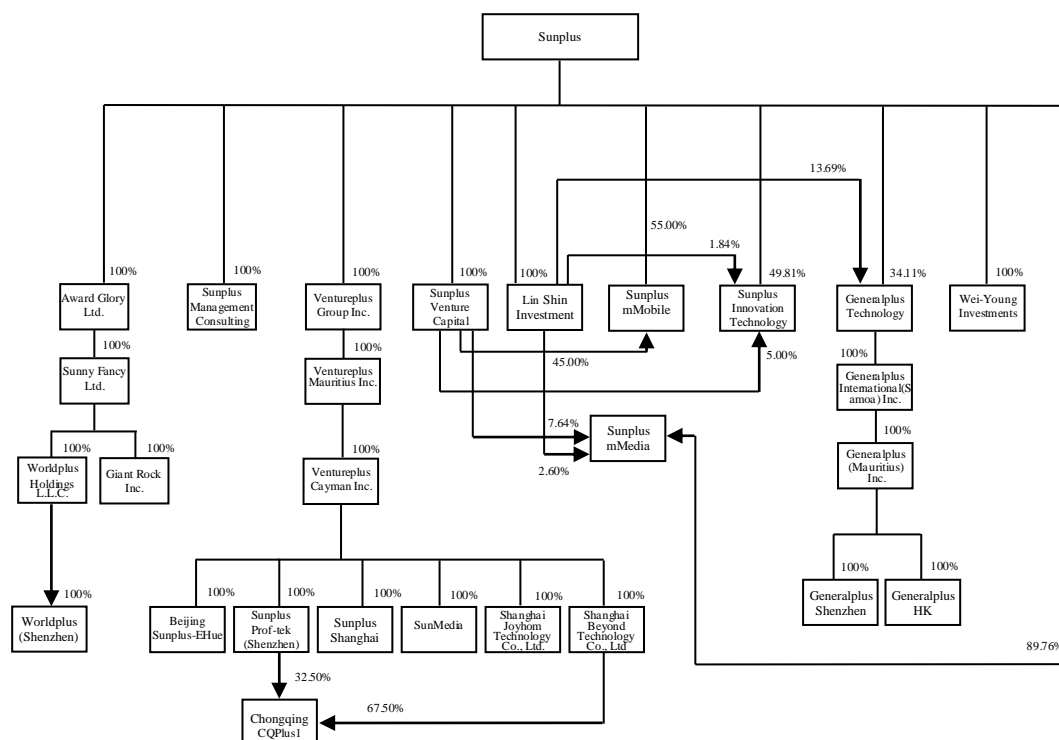 Sunplus
13.69%
55.00%
1.84%
100%
100%
100%
100%
100%
49.81%
34.11%
100%
Award Glory
Ltd.
Sunplus
Management
Consulting
Ventureplus
Group Inc.
Sunplus
Venture
Capital
Lin Shin
Investment
Sunplus
mMobile
Sunplus
Innovation
Technology
Generalplus
Technology
Wei-Young
Investments
100%
100%
45.00%
5.00%
100%
Sunny Fancy
Ltd.
Ventureplus
Mauritius Inc.
Generalplus
International(S
amoa) Inc.
100%
100%
100%
7.64%
2.60%
Sunplus
mMedia
100%
Worldplus
Holdings
L.L.C.
Giant Rock
Inc.
Ventureplus
Cayman Inc.
Generalplus
(Mauritius)
Inc.
100%
100%
100%
100%
100%
100%
100%
100%
100%
Worldplus
(Shenzhen)
Beijing
Sunplus-EHue
Sunplus
Prof-tek
(Shenzhen)
Sunplus
Shanghai
SunMedia
Shanghai
Joyhom
Technology
Co., Ltd.
Shanghai
Beyond
Technology
Co., Ltd
Generalplus
Shenzhen
Generalplus
HK
89.76%
32.50%
67.50%
Chongqing
CQPlus1